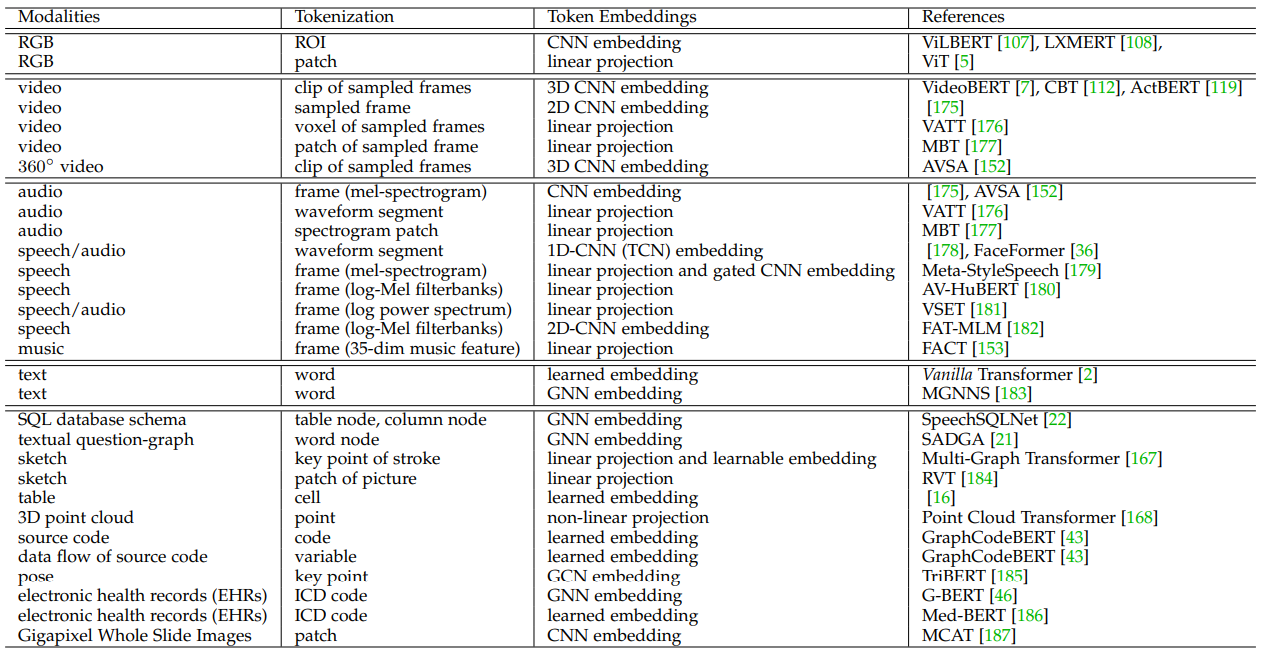 Modalities Tokenization Token Embeddings References
RGB ROI CNN embedding ViLBERT [107], LXMERT [108],
RGB patch linear projection ViT [5]
video clip of sampled frames 3D CNN embedding VideoBERT [7], CBT [112], ActBERT [119]
video sampled frame 2D CNN embedding [175]
video voxel of sampled frames linear projection VATT [176]
video patch of sampled frame linear projection MBT [177]
360° video clip of sampled frames 3D CNN embedding AVSA [152]
audio frame (mel-spectrogram) CNN embedding [175], AVSA [152]
audio waveform segment linear projection VATT [176]
audio spectrogram patch linear projection MBT [177]
speech/audio waveform segment 1D-CNN (TCN) embedding [178], FaceFormer [36]
speech frame (mel-spectrogram) linear projection and gated CNN embedding Meta-StyleSpeech [179]
speech frame (log-Mel filterbanks) linear projection AV-HuBERT [180]
speech/audio frame (log power spectrum) linear projection VSET [181]
speech frame (log-Mel filterbanks) 2D-CNN embedding FAT-MLM [182]
music frame (35-dim music feature) linear projection FACT [153]
text word learned embedding Vanilla Transformer [2]
text word GNN embedding MGNNS [183]
SQL database schema table node, column node GNN embedding SpeechSQLNet [22]
textual question-graph word node GNN embedding SADGA [21]
sketch key point of stroke linear projection and learnable embedding Multi-Graph Transformer [167]
sketch patch of picture linear projection RVT [184]
table cell learned embedding [16]
3D point cloud point non-linear projection Point Cloud Transformer [168]
source code code learned embedding GraphCodeBERT [43]
data flow of source code variable learned embedding GraphCodeBERT [43]
pose key point GCN embedding TriBERT [185]
electronic health records (EHRs) ICD code GNN embedding G-BERT [46]
electronic health records (EHRs) ICD code learned embedding Med-BERT [186]
Gigapixel Whole Slide Images patch CNN embedding MCAT [187]